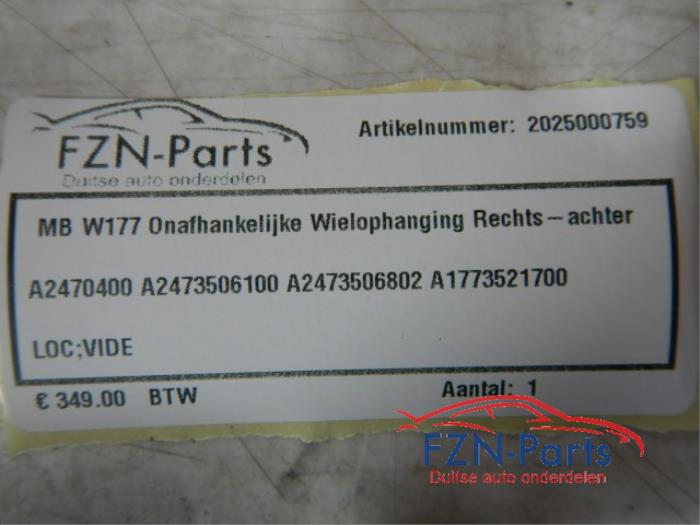 FZN-Parts
Duitse auto onderdelen
Artikelnummer: 2025000759
MB W177 Onafhankelijke Wielophanging Rechts-achter
A2470400 A2473506100 A2473506802 A1773521700
LOC;VIDE
€ 349.00 BTW
Aantal: 1
FZN-Parts
Duitse auto onderdelen